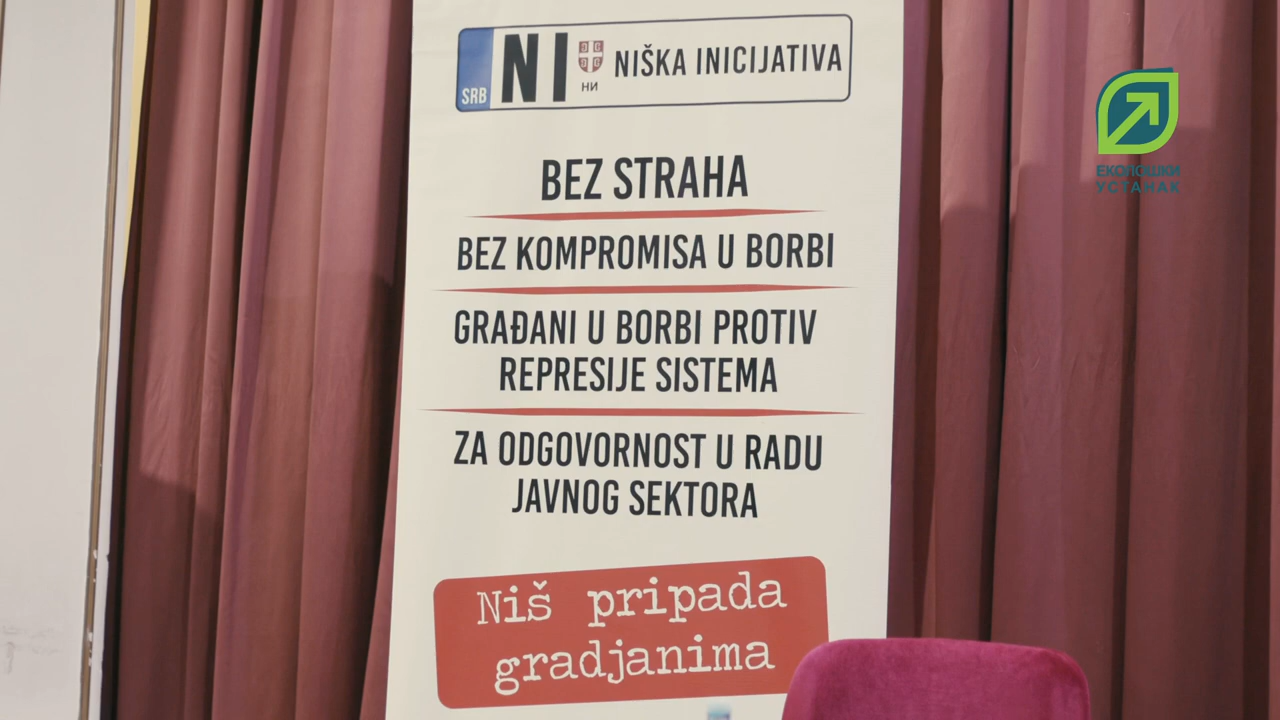 SRB NI НИ NIŠKA INICIJATIVA
BEZ STRAHA
BEZ KOMPROMISA U BORBI
GRAĐANI U BORBI PROTIV
REPRESIJE SISTEMA
ZA ODGOVORNOST U RADU
JAVNOG SEKTORA
Niš pripada
gradjanima
ЕКОЛОШКИ
УСТАНАК